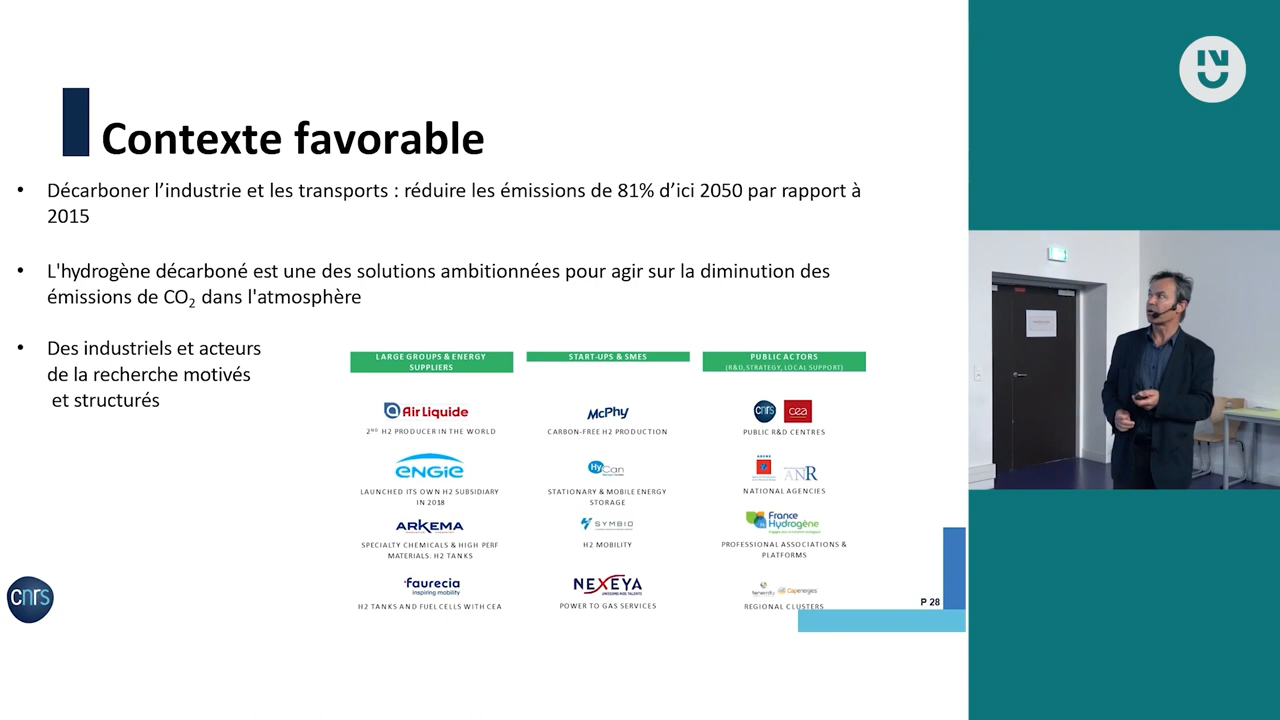 Contexte favorable
• Décarboner l'industrie et les transports : réduire les émissions de 81% d'ici 2050 par rapport à
2015
• L'hydrogène décarboné est une des solutions ambitionnées pour agir sur la diminution des
émissions de CO2 dans l'atmosphère
• Des industriels et acteurs
de la recherche motivés
et structurés
LARGE GROUPS & ENERGY
SUPPLIERS
Air Liquide
2ND H2 PRODUCER IN THE WORLD
ENGIE
LAUNCHED ITS OWN H2 SUBSIDIARY
IN 2018
ARKEMA
SPECIALTY CHEMICALS & HIGH PERF
MATERIALS. H2 TANKS
faurecia
inspiring mobility
H2 TANKS AND FUEL CELLS WITH CEA
START-UPS & SMES
McPhy
CARBON-FREE H2 PRODUCTION
HyCan
STATIONARY & MOBILE ENERGY
STORAGE
SYMBIO
H2 MOBILITY
NEXEYA
POWER TO GAS SERVICES
PUBLIC ACTORS
(R&D, STRATEGY, LOCAL SUPPORT)
cnrs
cea
PUBLIC R&D CENTRES
ADEME
ANR
NATIONAL AGENCIES
France
Hydrogène
PROFESSIONAL ASSOCIATIONS &
PLATFORMS
tenerrdis
Capenergies
REGIONAL CLUSTERS
cnrs
P 28